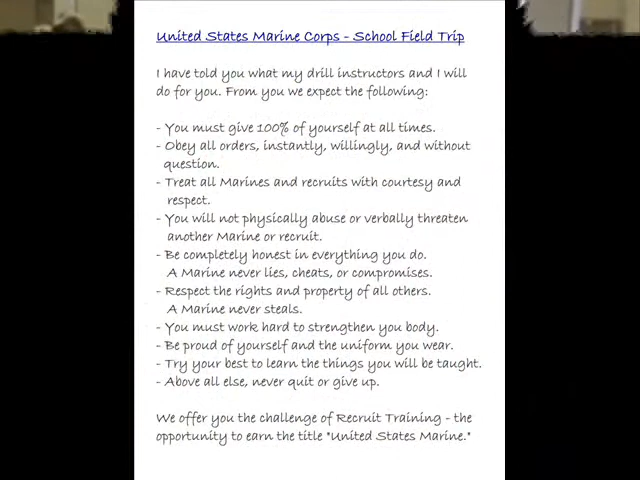 United States Marine Corps - School Field Trip
I have told you what my drill instructors and I will
do for you. From you we expect the following:
- You must give 100% of yourself at all times.
- Obey all orders, instantly, willingly, and without
question.
- Treat all Marines and recruits with courtesy and
respect.
- You will not physically abuse or verbally threaten
another Marine or recruit.
- Be completely honest in everything you do.
A Marine never lies, cheats, or compromises.
- Respect the rights and property of all others.
A Marine never steals.
- You must work hard to strengthen you body.
- Be proud of yourself and the uniform you wear.
- Try your best to learn the things you will be taught.
- Above all else, never quit or give up.
We offer you the challenge of Recruit Training - the
opportunity to earn the title "United States Marine."